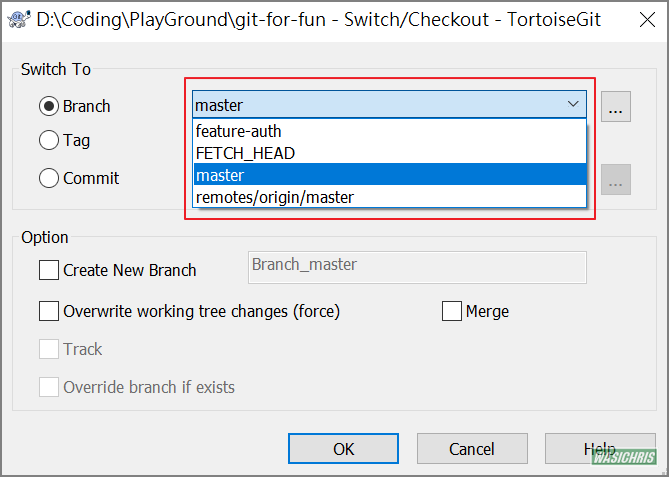 D:\Coding\PlayGround\git-for-fun - Switch/Checkout - TortoiseGit
Switch To
Branch
master
...
feature-auth
Tag
FETCH_HEAD
master
Commit
...
remotes/origin/master
Option
Create New Branch
Branch_master
Overwrite working tree changes (force)
Merge
Track
Override branch if exists
OK
Cancel
Help
WASICHRIS